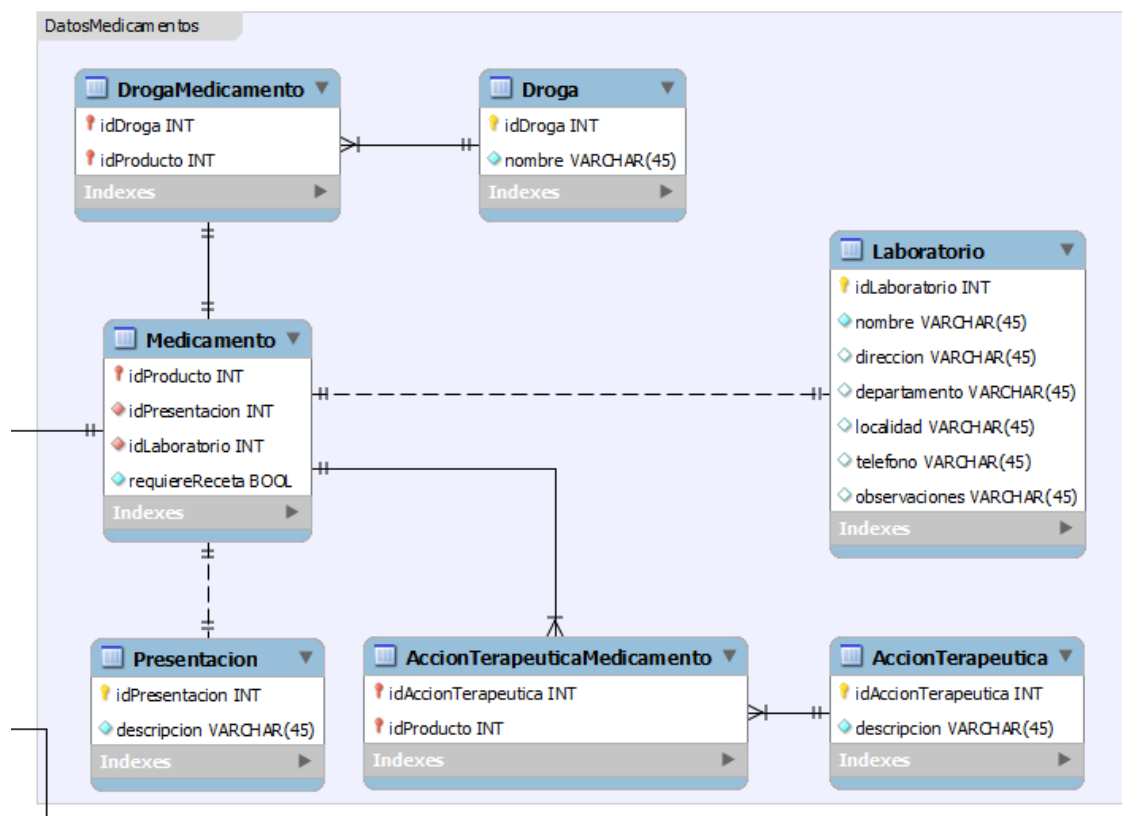 DatosMedicamentos
DrogaMedicamento
idDroga INT
idProducto INT
Indexes
Droga
idDroga INT
nombre VARCHAR(45)
Indexes
Laboratorio
idLaboratorio INT
nombre VARCHAR(45)
direccion VARCHAR(45)
departamento VARCHAR(45)
localidad VARCHAR(45)
telefono VARCHAR(45)
observaciones VARCHAR(45)
Indexes
Medicamento
idProducto INT
idPresentacion INT
idLaboratorio INT
requiereReceta BOOL
Indexes
Presentacion
idPresentacion INT
descripcion VARCHAR(45)
Indexes
AccionTerapeuticaMedicamento
idAccionTerapeutica INT
idProducto INT
Indexes
AccionTerapeutica
idAccionTerapeutica INT
descripcion VARCHAR(45)
Indexes